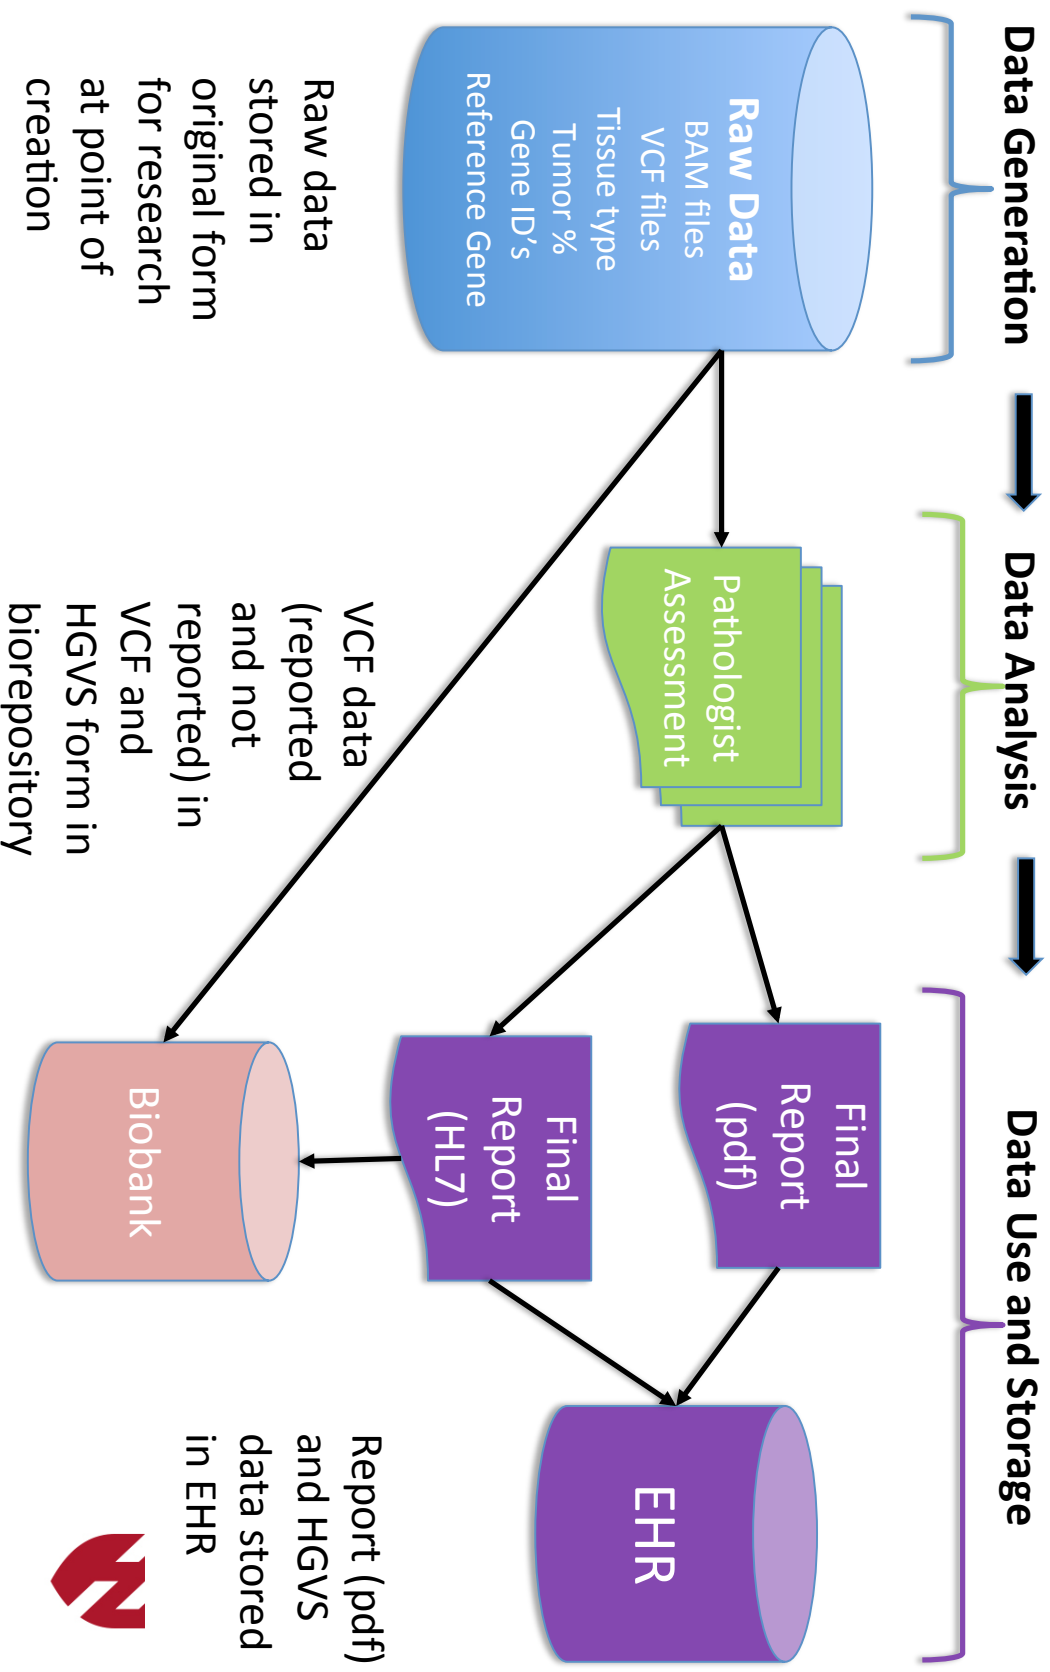 Data Generation
Data Analysis
Data Use and Storage
Raw Data
BAM files
VCF files
Tissue type
Tumor %
Gene ID’s
Reference Gene
Pathologist
Assessment
Final
Report
(pdf)
Final
Report
(HL7)
EHR
Biobank
Raw data
stored in
original form
for research
at point of
creation
VCF data
(reported
and not
reported) in
VCF and
HGVS form in
biorepository
Report (pdf)
and HGVS
data stored
in EHR